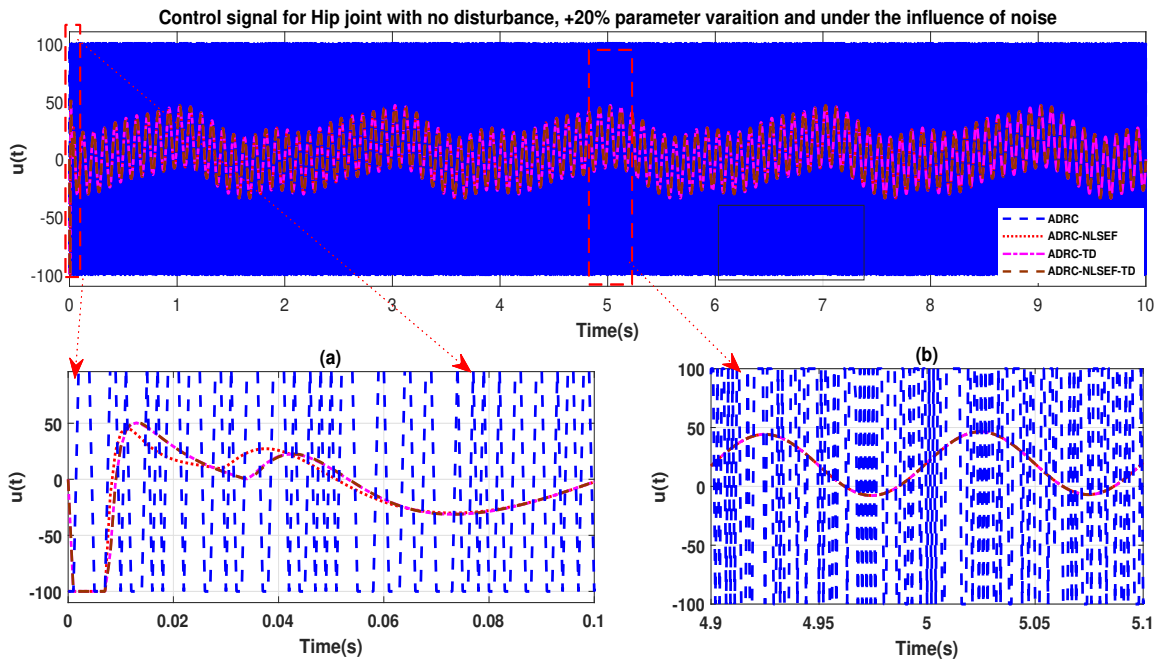 Control signal for Hip joint with no disturbance, +20% parameter varaition and under the influence of noise
100
50
0
-50
-100
u(t)
0 1 2 3 4 5 6 7 8 9 10
Time(s)
ADRC
ADRC-NLSEF
ADRC-TD
ADRC-NLSEF-TD
(a)
50
0
-50
-100
u(t)
0 0.02 0.04 0.06 0.08 0.1
Time(s)
(b)
100
50
0
-50
-100
u(t)
4.9 4.95 5 5.05 5.1
Time(s)